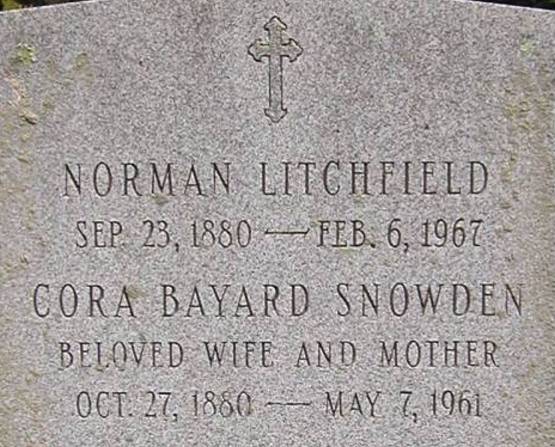 NORMAN LITCHFIELD
SEP. 23, 1880 — FEB. 6, 1967
CORA BAYARD SNOWDEN
BELOVED WIFE AND MOTHER
OCT. 27, 1880 — MAY 7, 1961